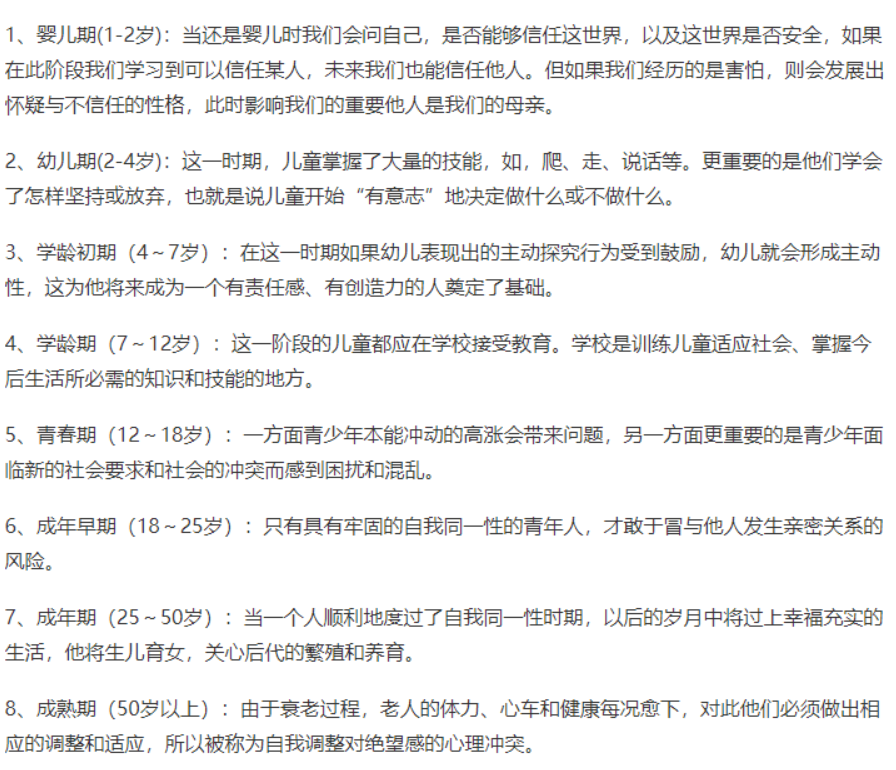 1、婴儿期(1-2岁)：当还是婴儿时我们会问自己，是否能够信任这世界，以及这世界是否安全，如果
在此阶段我们学习到可以信任某人，未来我们也能信任他人。但如果我们经历的是害怕，则会发展出
怀疑与不信任的性格，此时影响我们的重要他人是我们的母亲。
2、幼儿期(2-4岁)：这一时期，儿童掌握了大量的技能，如，爬、走、说话等。更重要的是他们学会
了怎样坚持或放弃，也就是说儿童开始“有意志”地决定做什么或不做什么。
3、学龄初期（4～7岁）：在这一时期如果幼儿表现出的主动探究行为受到鼓励，幼儿就会形成主动
性，这为他将来成为一个有责任感、有创造力的人奠定了基础。
4、学龄期（7～12岁）：这一阶段的儿童都应在学校接受教育。学校是训练儿童适应社会、掌握今
后生活所必需的知识和技能的地方。
5、青春期（12～18岁）：一方面青少年本能冲动的高涨会带来问题，另一方面更重要的是青少年面
临新的社会要求和社会的冲突而感到困扰和混乱。
6、成年早期（18～25岁）：只有具有牢固的自我同一性的青年人，才敢于冒与他人发生亲密关系的
风险。
7、成年期（25～50岁）：当一个人顺利地度过了自我同一性时期，以后的岁月中将过上幸福充实的
生活，他将生儿育女，关心后代的繁殖和养育。
8、成熟期（50岁以上）：由于衰老过程，老人的体力、心车和健康每况愈下，对此他们必须做出相
应的调整和适应，所以被称为自我调整对绝望感的心理冲突。